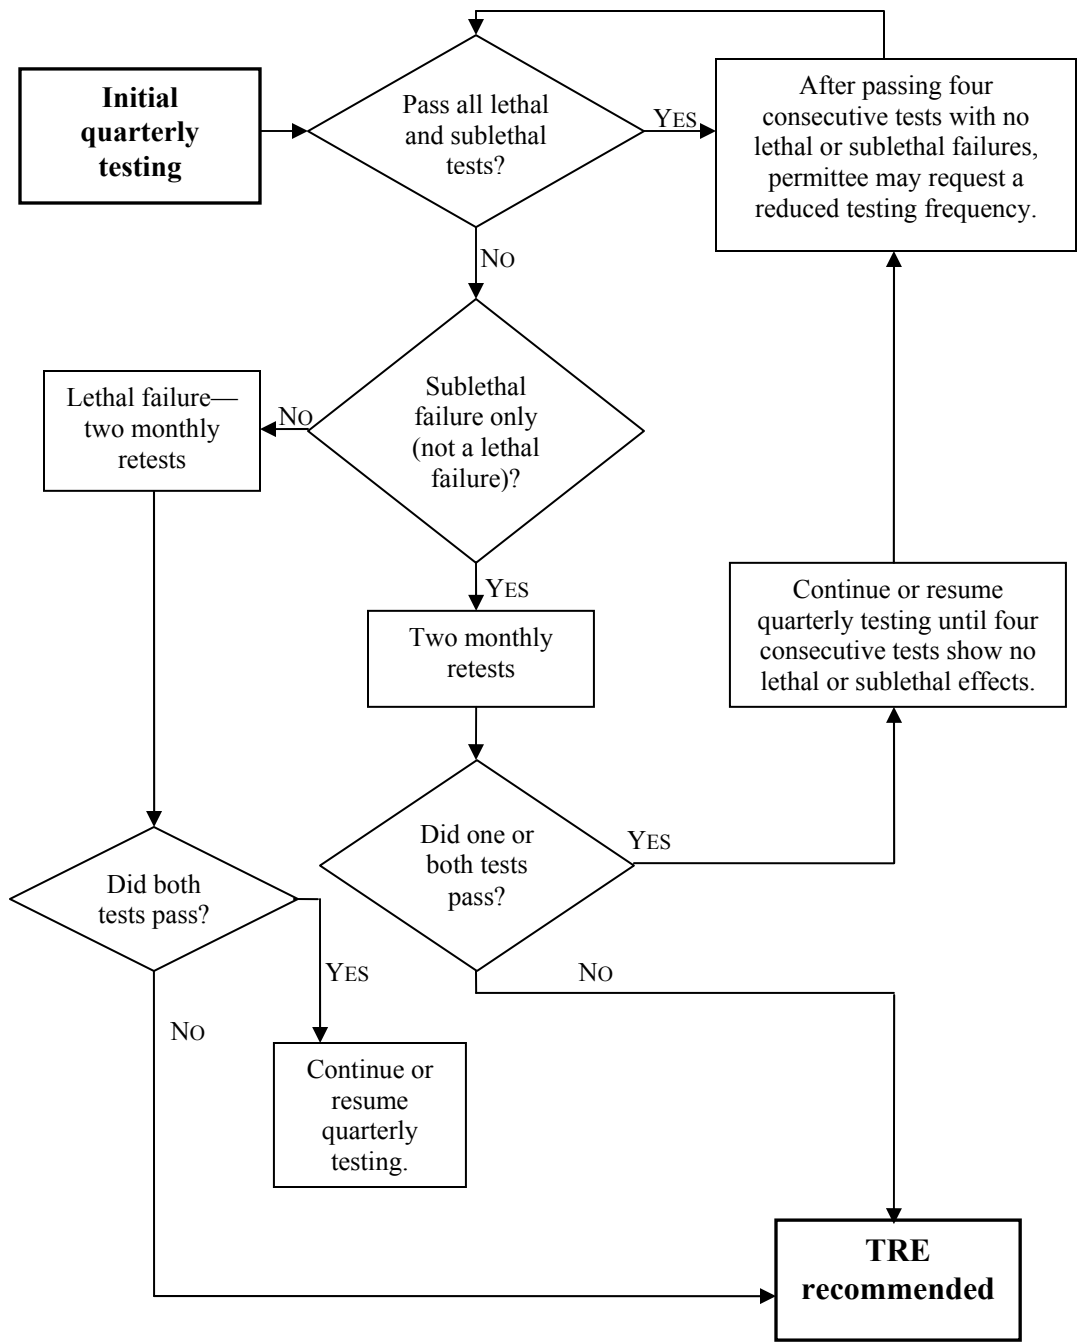 Initial
quarterly
testing
Pass all lethal
and sublethal
tests?
YES
After passing four
consecutive tests with no
lethal or sublethal failures,
permittee may request a
reduced testing frequency.
NO
Sublethal
failure only
(not a lethal
failure)?
NO
Lethal failure—
two monthly
retests
YES
Two monthly
retests
Continue or resume
quarterly testing until four
consecutive tests show no
lethal or sublethal effects.
Did one or
both tests
pass?
YES
NO
Did both
tests pass?
YES
NO
Continue or
resume
quarterly
testing.
TRE
recommended